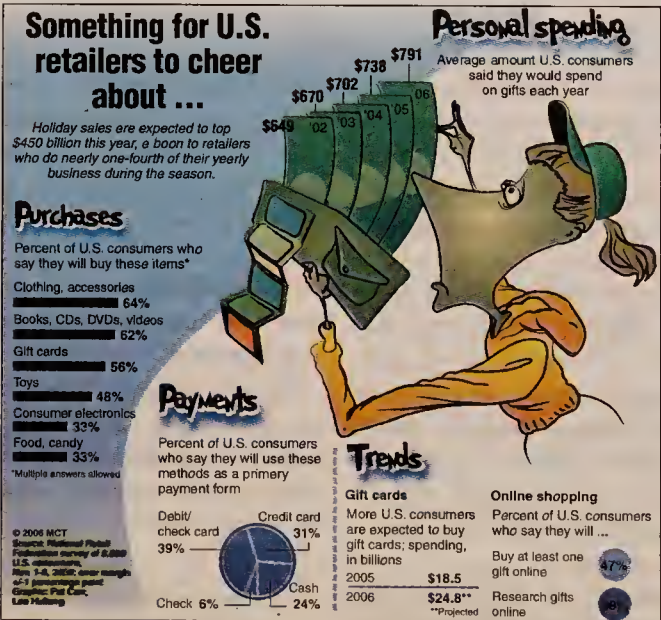 Something for U.S.
retailers to cheer
about ...
Holiday sales are expected to top
$450 billion this year, a boon to retailers
who do nearly one-fourth of their yearly
business during the season.
Personal spending
Average amount U.S. consumers
said they would spend
on gifts each year
$649
'02
$670
'03
$702
'04
$738
'05
$791
06
Purchases
Percent of U.S. consumers who
say they will buy these items*
Clothing, accessories
64%
Books, CDs, DVDs, videos
62%
Gift cards
56%
Toys
48%
Consumer electronics
33%
Food, candy
33%
*Multiple answers allowed
© 2006 MCT
Source: National Retail
Federation survey of
U.S. consumers,
error margin
+/-1 percentage point
Graphic: Pat Carr,
Payments
Percent of U.S. consumers
who say they will use these
methods as a primary
payment form
Debit/
check card
39%
Credit card
31%
Cash
24%
Check 6%
Trends
Gift cards
More U.S. consumers
are expected to buy
gift cards; spending,
in billions
2005 $18.5
2006 $24.8**
**Projected
Online shopping
Percent of U.S. consumers
who say they will ...
Buy at least one
gift online
47%
Research gifts
online